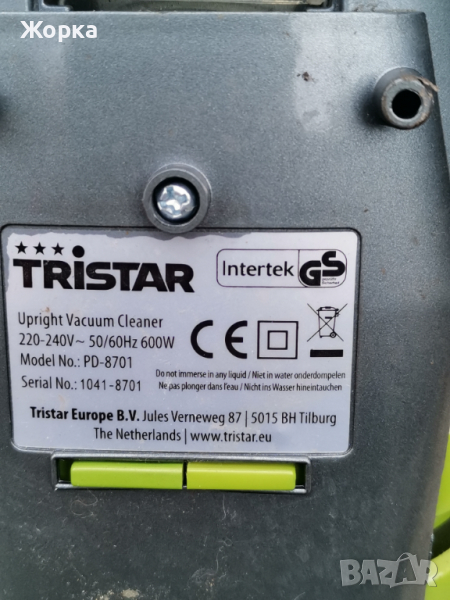 Жорка
TRISTAR
Intertek GS
Upright Vacuum Cleaner
220-240V~ 50/60Hz 600W
Model No.: PD-8701
Serial No.: 1041-8701
CE
Do not immerse in any liquid / Niet in water onderdompelen
Ne pas plonger dans l'eau / Nicht ins Wasser hineintauchen
Tristar Europe B.V. Jules Verneweg 87 | 5015 BH Tilburg
The Netherlands | www.tristar.eu
BAZAR